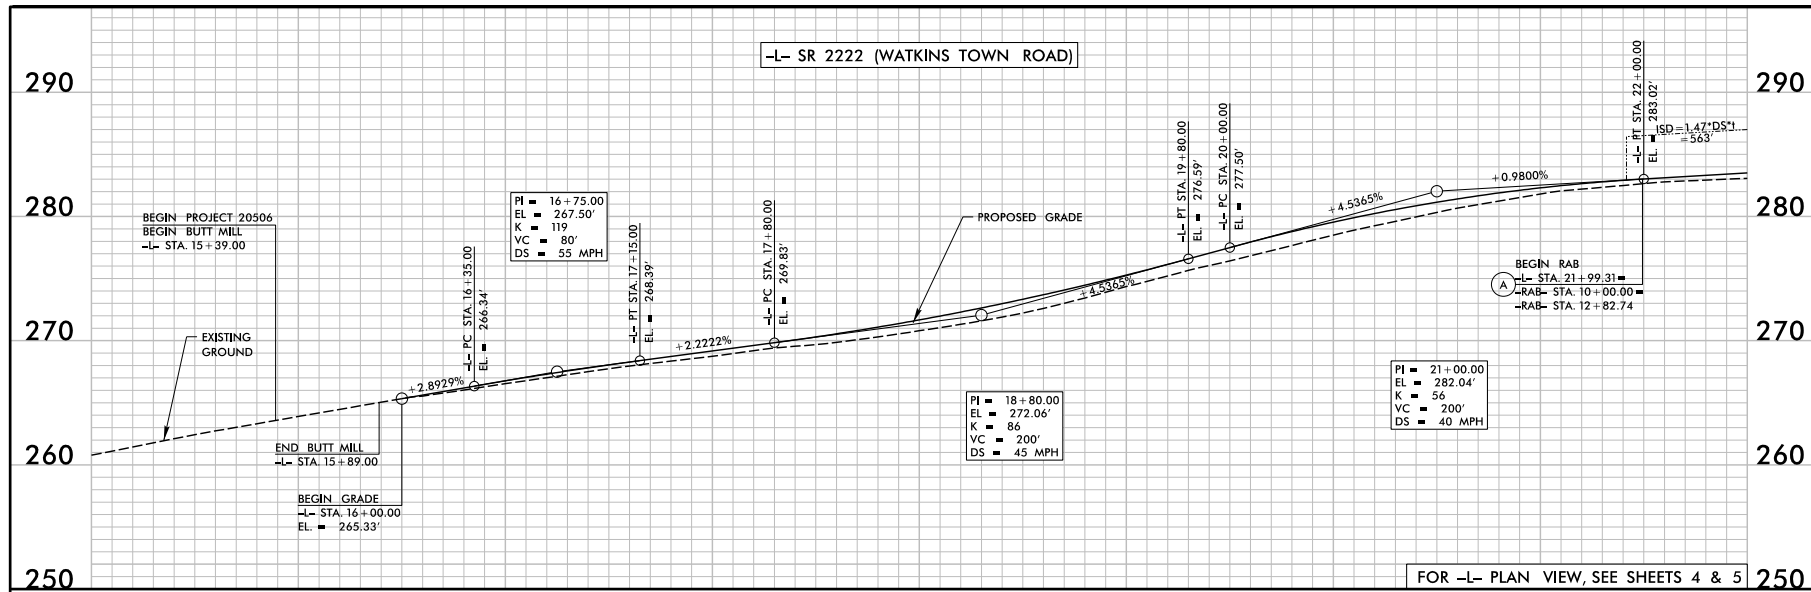 -L- SR 2222 (WATKINS TOWN ROAD)
290
280
270
260
250
290
280
270
260
250
BEGIN PROJECT 20506
BEGIN BUTT MILL
-L- STA. 15+39.00
EXISTING
GROUND
END BUTT MILL
-L- STA. 15+89.00
BEGIN GRADE
-L- STA. 16+00.00
EL. = 265.33'
+2.8929%
-L- PC STA. 16+35.00
EL. = 266.34'
PI = 16+75.00
EL = 267.50'
K = 119
VC = 80'
DS = 55 MPH
-L- PT STA. 17+15.00
EL. = 268.39'
+2.2222%
-L- PC STA. 17+80.00
EL. = 269.83'
PROPOSED GRADE
PI = 18+80.00
EL = 272.06'
K = 86
VC = 200'
DS = 45 MPH
+4.5365%
-L- PT STA. 19+80.00
EL. = 276.59'
-L- PC STA. 20+00.00
EL. = 277.50'
+4.5365%
PI = 21+00.00
EL = 282.04'
K = 56
VC = 200'
DS = 40 MPH
+0.9800%
-L- PT STA. 22+00.00
EL. = 283.02'
ISD=1.47*DS*t
=563'
A
BEGIN RAB
-L- STA. 21+99.31=
-RAB- STA. 10+00.00=
-RAB- STA. 12+82.74
FOR -L- PLAN VIEW, SEE SHEETS 4 & 5